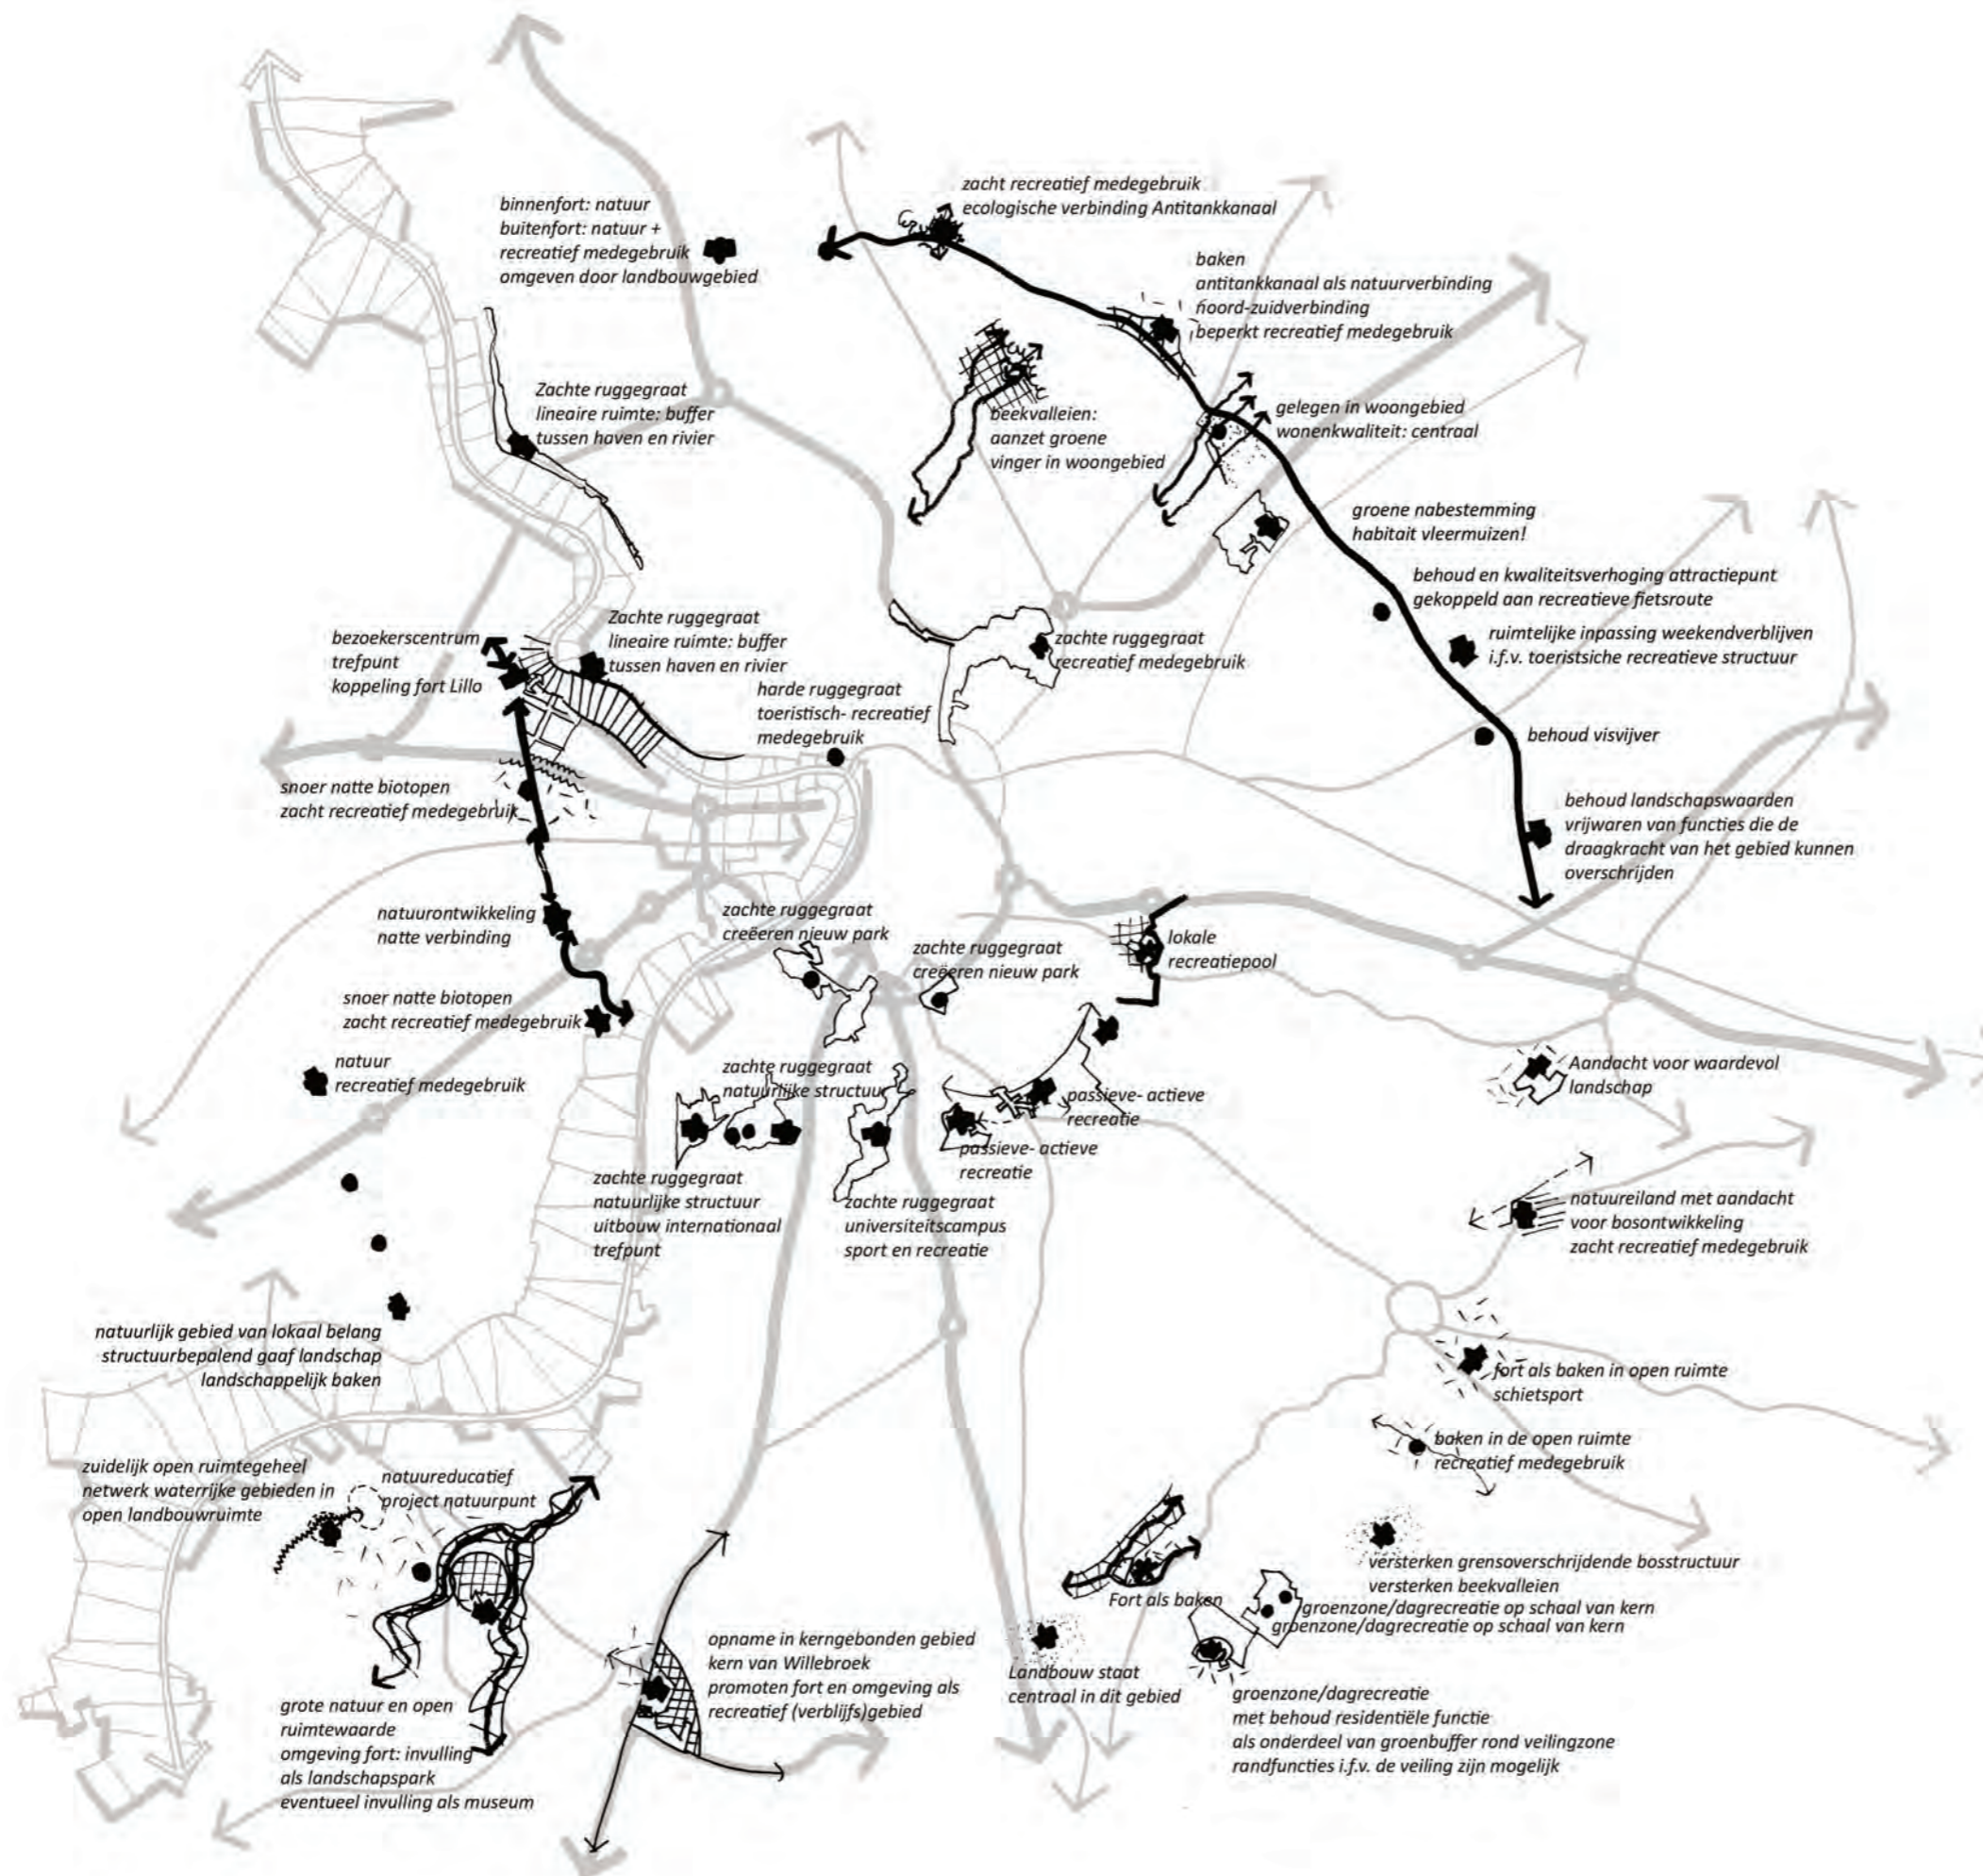 zacht recreatief medegebruik
ecologische verbinding Antitankkanaal
binnenfort: natuur
buitenfort: natuur +
recreatief medegebruik
omgeven door landbouwgebied
baken
antitankkanaal als natuurverbinding
noord-zuidverbinding
beperkt recreatief medegebruik
Zachte ruggegraat
lineaire ruimte: buffer
tussen haven en rivier
beekvalleien:
aanzet groene
vinger in woongebied
gelegen in woongebied
wonenkwaliteit: centraal
groene nabestemming
habitait vleermuizen!
behoud en kwaliteitsverhoging attractiepunt
gekoppeld aan recreatieve fietsroute
bezoekerscentrum
trefpunt
koppeling fort Lillo
Zachte ruggegraat
lineaire ruimte: buffer
tussen haven en rivier
zachte ruggegraat
recreatief medegebruik
ruimtelijke inpassing weekendverblijven
i.f.v. toeristsiche recreatieve structuur
harde ruggegraat
toeristisch- recreatief
medegebruik
behoud visvijver
snoer natte biotopen
zacht recreatief medegebruik
behoud landschapswaarden
vrijwaren van functies die de
draagkracht van het gebied kunnen
overschrijden
natuurontwikkeling
natte verbinding
zachte ruggegraat
creëeren nieuw park
zachte ruggegraat
creëeren nieuw park
lokale
recreatiepool
snoer natte biotopen
zacht recreatief medegebruik
natuur
recreatief medegebruik
zachte ruggegraat
natuurlijke structuur
passieve- actieve
recreatie
passieve- actieve
recreatie
Aandacht voor waardevol
landschap
zachte ruggegraat
natuurlijke structuur
uitbouw internationaal
trefpunt
zachte ruggegraat
universiteitscampus
sport en recreatie
natuureiland met aandacht
voor bosontwikkeling
zacht recreatief medegebruik
natuurlijk gebied van lokaal belang
structuurbepalend gaaf landschap
landschappelijk baken
fort als baken in open ruimte
schietsport
baken in de open ruimte
recreatief medegebruik
zuidelijk open ruimtegeheel
netwerk waterrijke gebieden in
open landbouwruimte
natuureducatief
project natuurpunt
versterken grensoverschrijdende bosstructuur
versterken beekvalleien
Fort als baken
groenzone/dagrecreatie op schaal van kern
groenzone/dagrecreatie op schaal van kern
opname in kerngebonden gebied
kern van Willebroek
promoten fort en omgeving als
recreatief (verblijfs)gebied
Landbouw staat
centraal in dit gebied
groenzone/dagrecreatie
met behoud residentiële functie
als onderdeel van groenbuffer rond veilingzone
randfuncties i.f.v. de veiling zijn mogelijk
grote natuur en open
ruimtewaarde
omgeving fort: invulling
als landschapspark
eventueel invulling als museum